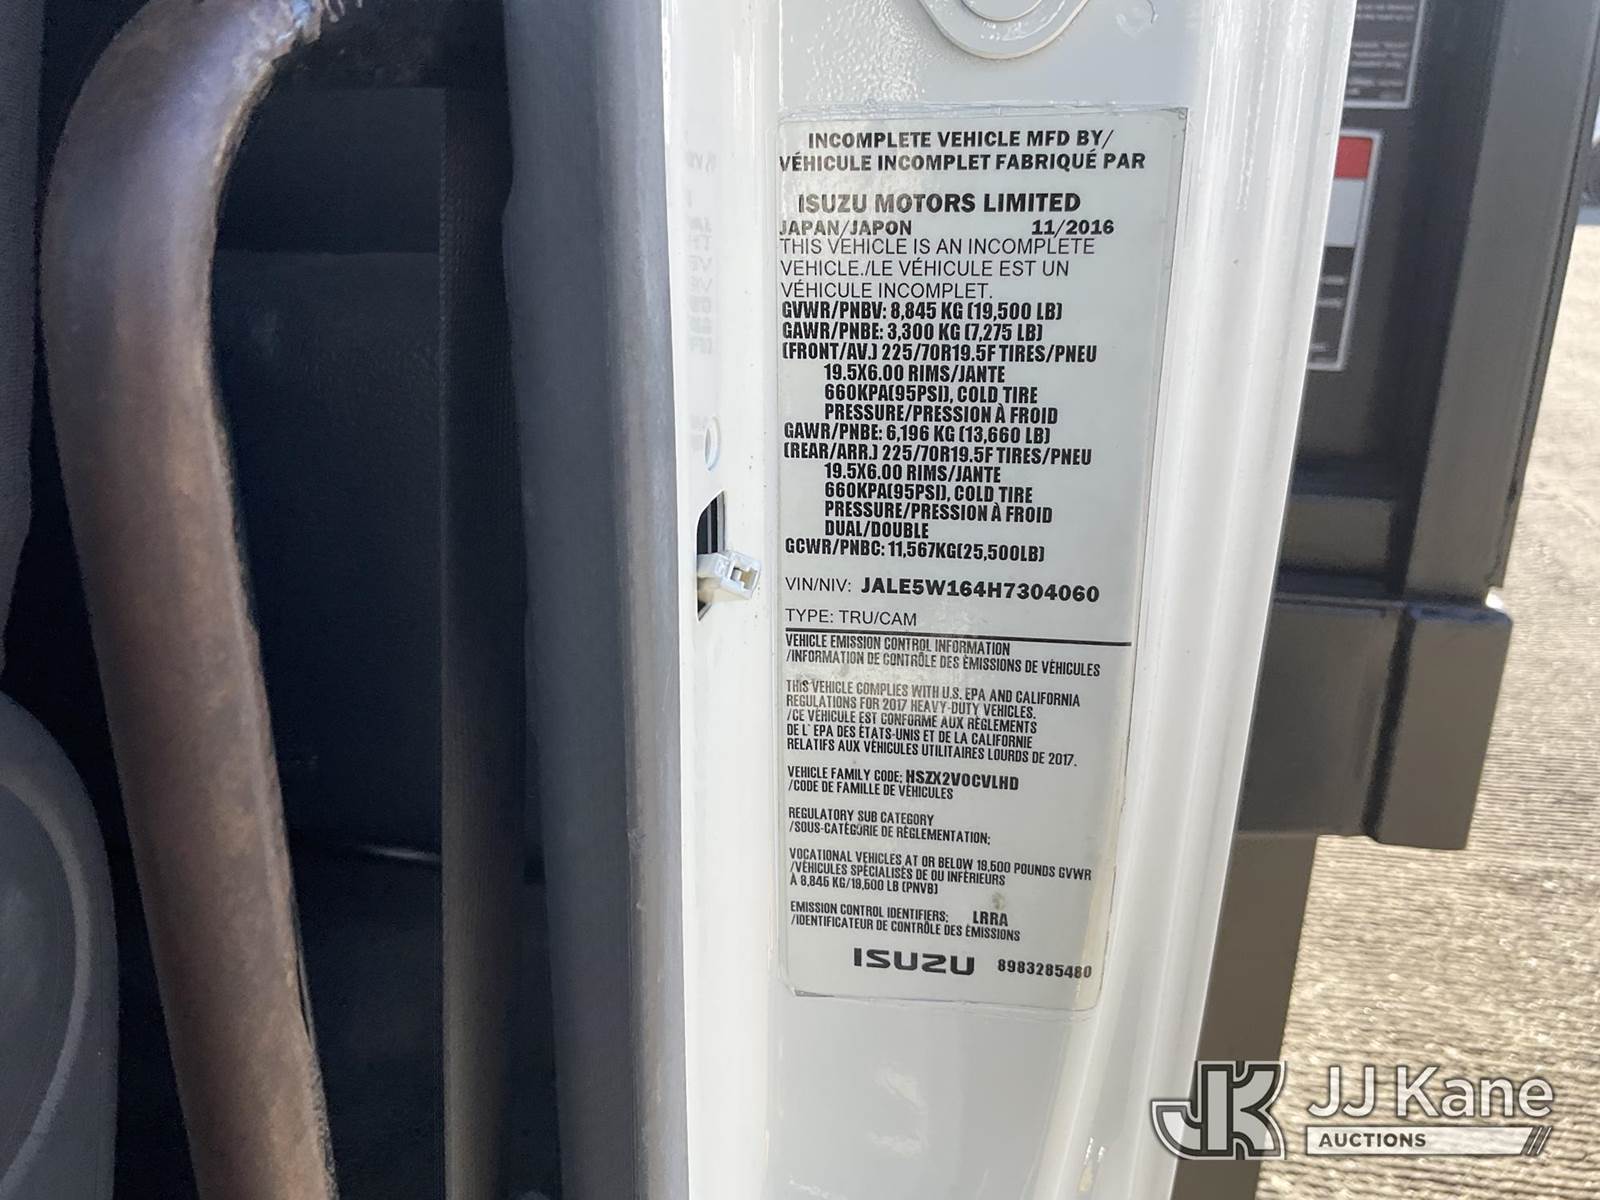 INCOMPLETE VEHICLE MFD BY/
VÉHICULE INCOMPLET FABRIQUÉ PAR
ISUZU MOTORS LIMITED
JAPAN/JAPON 11/2016
THIS VEHICLE IS AN INCOMPLETE
VEHICLE./LE VÉHICULE EST UN
VÉHICULE INCOMPLET.
GVWR/PNBV: 8,845 KG (19,500 LB)
GAWR/PNBE: 3,300 KG (7,275 LB)
(FRONT/AV.) 225/70R19.5F TIRES/PNEU
19.5X6.00 RIMS/JANTE
660KPA(95PSI), COLD TIRE
PRESSURE/PRESSION À FROID
GAWR/PNBE: 6,196 KG (13,660 LB)
(REAR/ARR.) 225/70R19.5F TIRES/PNEU
19.5X6.00 RIMS/JANTE
660KPA(95PSI), COLD TIRE
PRESSURE/PRESSION À FROID
DUAL/DOUBLE
GCWR/PNBC: 11,567KG(25,500LB)
VIN/NIV: JALE5W164H7304060
TYPE: TRU/CAM
VEHICLE EMISSION CONTROL INFORMATION
/INFORMATION DE CONTRÔLE DES ÉMISSIONS DE VÉHICULES
THIS VEHICLE COMPLIES WITH U.S. EPA AND CALIFORNIA
REGULATIONS FOR 2017 HEAVY-DUTY VEHICLES.
/CE VÉHICULE EST CONFORME AUX RÈGLEMENTS
DE L' EPA DES ÉTATS-UNIS ET DE LA CALIFORNIE
RELATIFS AUX VÉHICULES UTILITAIRES LOURDS DE 2017.
VEHICLE FAMILY CODE: HSZX2VOCVLHD
/CODE DE FAMILLE DE VÉHICULES
REGULATORY SUB CATEGORY
/SOUS-CATÉGORIE DE RÈGLEMENTATION:
VOCATIONAL VEHICLES AT OR BELOW 19,500 POUNDS GVWR
/VÉHICULES SPÉCIALISÉS DE OU INFÉRIEURS
À 8,845 KG/19,500 LB (PNVB)
EMISSION CONTROL IDENTIFIERS: LRRA
/IDENTIFICATEUR DE CONTRÔLE DES ÉMISSIONS
ISUZU 8983285480
JK JJ Kane
AUCTIONS